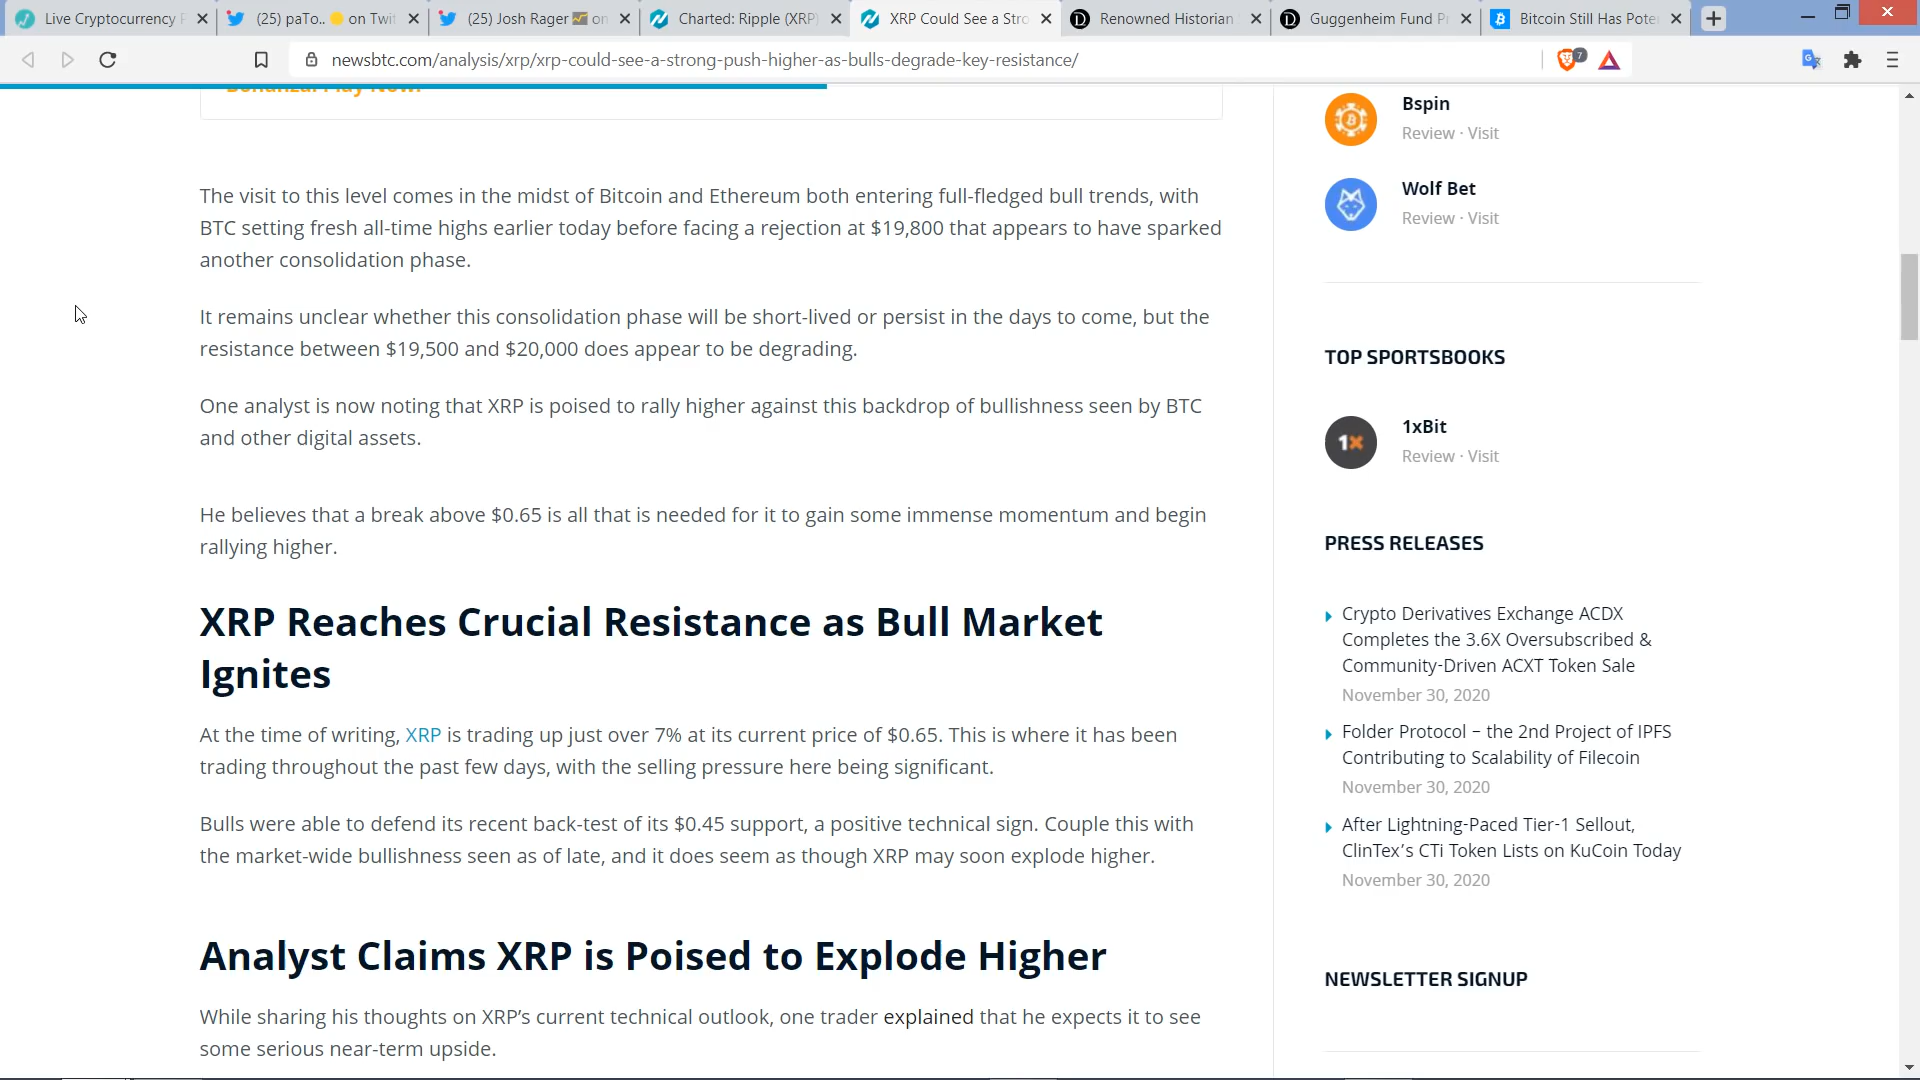 Live Cryptocurrency P
(25) paTo.. on Twit
(25) Josh Rager on
Charted: Ripple (XRP)
XRP Could See a Stro
Renowned Historian
Guggenheim Fund P
Bitcoin Still Has Pote
newsbtc.com/analysis/xrp/xrp-could-see-a-strong-push-higher-as-bulls-degrade-key-resistance/
7
The visit to this level comes in the midst of Bitcoin and Ethereum both entering full-fledged bull trends, with
BTC setting fresh all-time highs earlier today before facing a rejection at $19,800 that appears to have sparked
another consolidation phase.
It remains unclear whether this consolidation phase will be short-lived or persist in the days to come, but the
resistance between $19,500 and $20,000 does appear to be degrading.
One analyst is now noting that XRP is poised to rally higher against this backdrop of bullishness seen by BTC
and other digital assets.
He believes that a break above $0.65 is all that is needed for it to gain some immense momentum and begin
rallying higher.
XRP Reaches Crucial Resistance as Bull Market
Ignites
At the time of writing, XRP is trading up just over 7% at its current price of $0.65. This is where it has been
trading throughout the past few days, with the selling pressure here being significant.
Bulls were able to defend its recent back-test of its $0.45 support, a positive technical sign. Couple this with
the market-wide bullishness seen as of late, and it does seem as though XRP may soon explode higher.
Analyst Claims XRP is Poised to Explode Higher
While sharing his thoughts on XRP's current technical outlook, one trader explained that he expects it to see
some serious near-term upside.
Bspin
Review · Visit
Wolf Bet
Review · Visit
TOP SPORTSBOOKS
1x
1xBit
Review · Visit
PRESS RELEASES
Crypto Derivatives Exchange ACDX
Completes the 3.6X Oversubscribed &
Community-Driven ACXT Token Sale
November 30, 2020
Folder Protocol – the 2nd Project of IPFS
Contributing to Scalability of Filecoin
November 30, 2020
After Lightning-Paced Tier-1 Sellout,
ClinTex's CTi Token Lists on KuCoin Today
November 30, 2020
NEWSLETTER SIGNUP